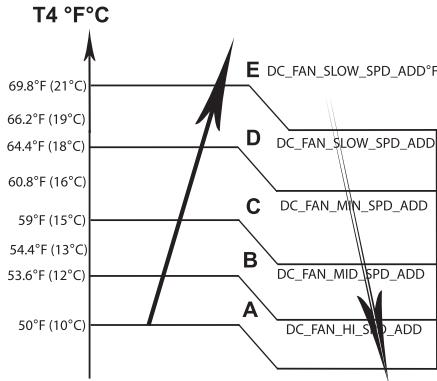 T4 °F°C
E DC_FAN_SLOW_SPD_ADD°F
69.8°F (21°C)
66.2°F (19°C)
D DC_FAN_SLOW_SPD_ADD
64.4°F (18°C)
60.8°F (16°C)
C DC_FAN_MIN_SPD_ADD
59°F (15°C)
54.4°F (13°C)
B DC_FAN_MID_SPD_ADD
53.6°F (12°C)
A DC_FAN_HI_SPD_ADD
50°F (10°C)